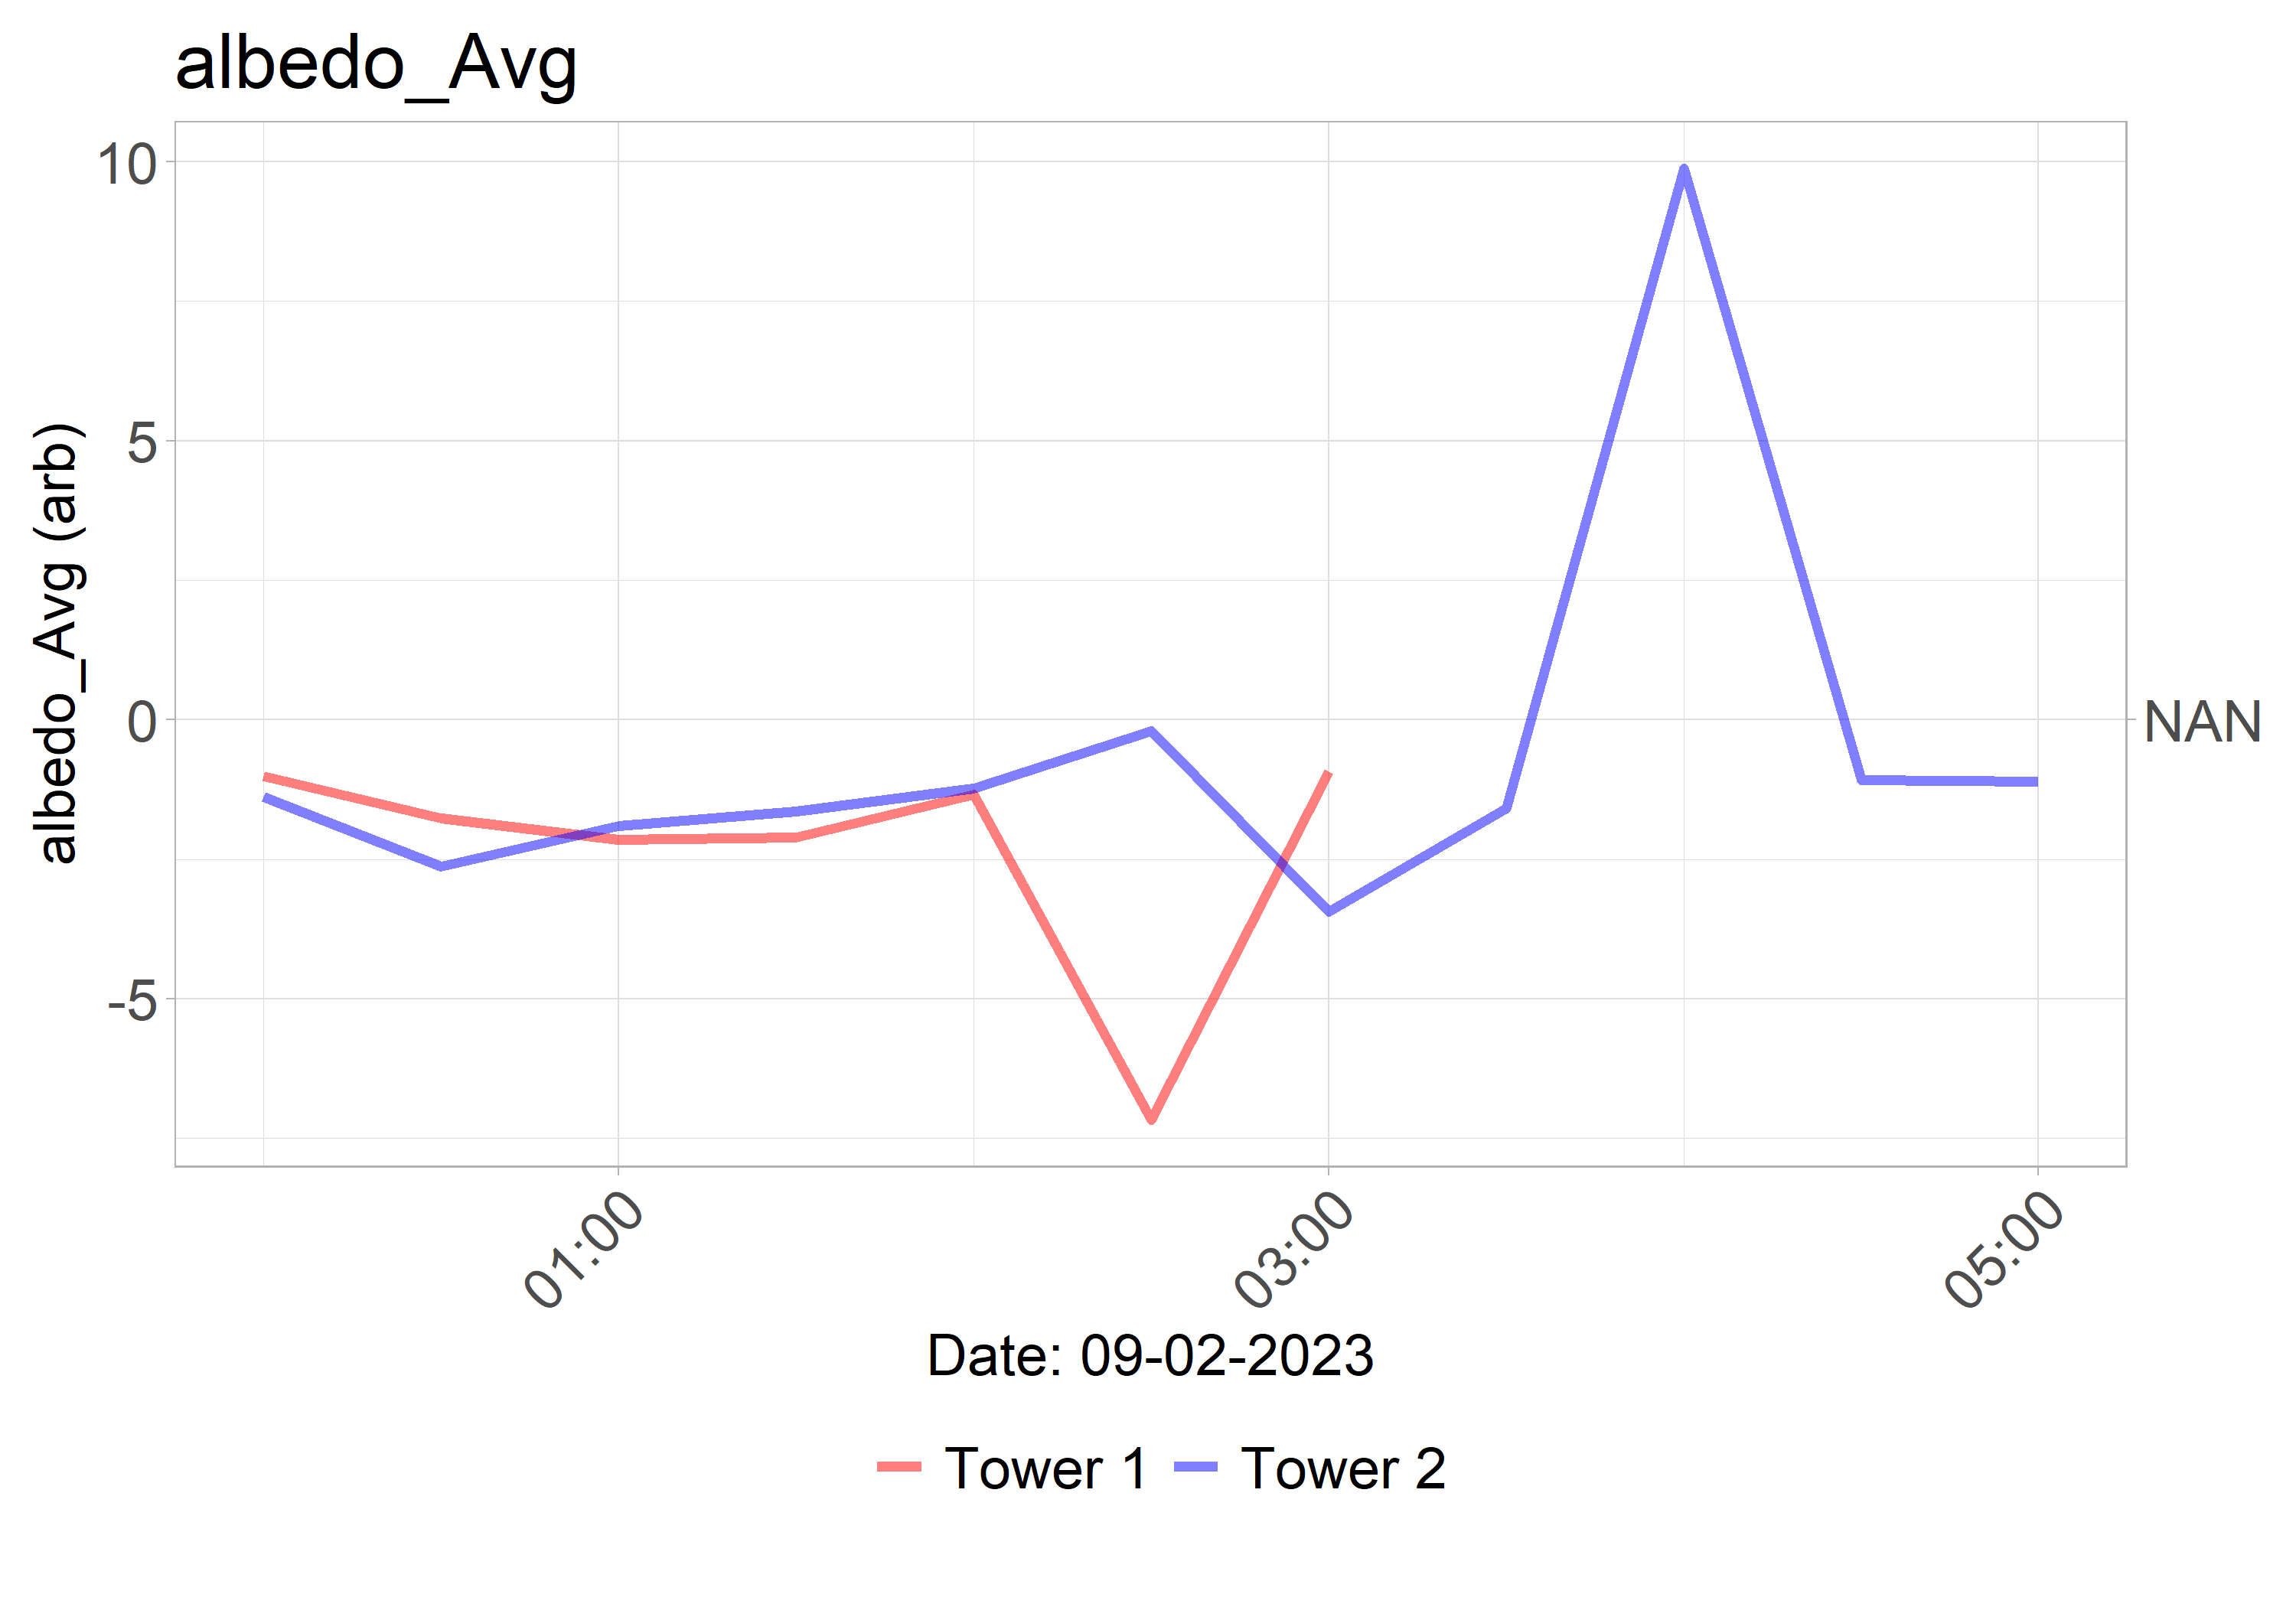 albedo_Avg
albedo_Avg (arb)
10
5
0
-5
NAN
01:00
03:00
05:00
Date: 09-02-2023
Tower 1
Tower 2